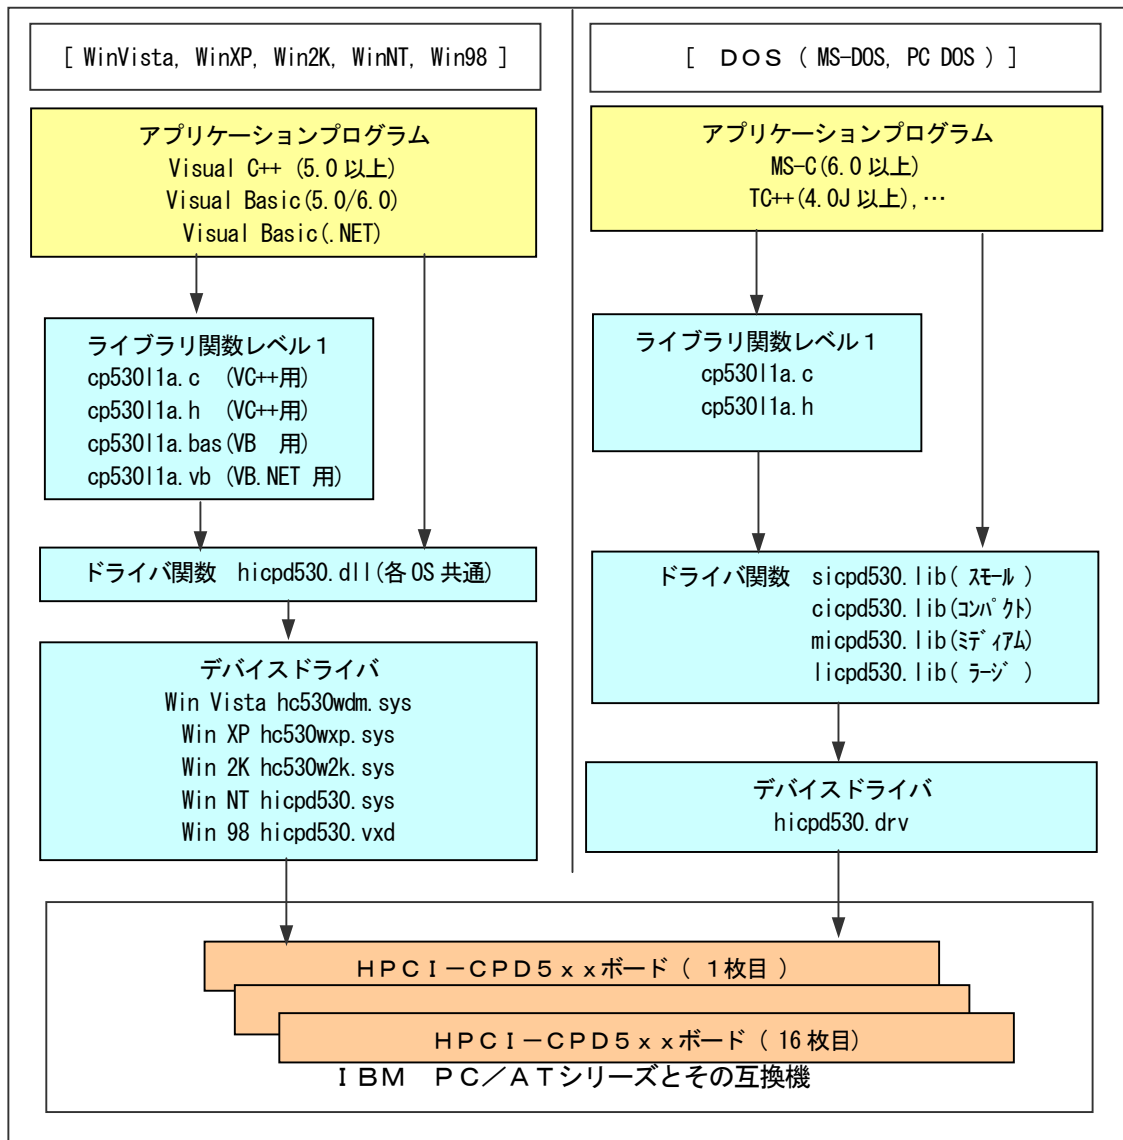 [ WinVista, WinXP, Win2K, WinNT, Win98 ]
アプリケーションプログラム
Visual C++ (5.0 以上)
Visual Basic(5.0/6.0)
Visual Basic(.NET)
ライブラリ関数レベル１
cp530l1a.c (VC++用)
cp530l1a.h (VC++用)
cp530l1a.bas(VB 用)
cp530l1a.vb (VB.NET 用)
ドライバ関数 hicpd530.dll(各 OS 共通)
デバイスドライバ
Win Vista hc530wdm.sys
Win XP hc530wxp.sys
Win 2K hc530w2k.sys
Win NT hicpd530.sys
Win 98 hicpd530.vxd
[ ＤＯＳ ( MS-DOS, PC DOS ) ]
アプリケーションプログラム
MS-C(6.0 以上)
TC++(4.0J 以上),…
ライブラリ関数レベル１
cp530l1a.c
cp530l1a.h
ドライバ関数 sicpd530.lib( ｽﾓｰﾙ )
cicpd530.lib(ｺﾝﾊﾟｸﾄ)
micpd530.lib(ﾐﾃﾞｨｱﾑ)
licpd530.lib( ﾗｰｼﾞ )
デバイスドライバ
hicpd530.drv
ＨＰＣＩ－ＣＰＤ５ｘｘボード ( １枚目 )
ＨＰＣＩ－ＣＰＤ５ｘｘボード ( 16 枚目)
ＩＢＭ ＰＣ／ＡＴシリーズとその互換機